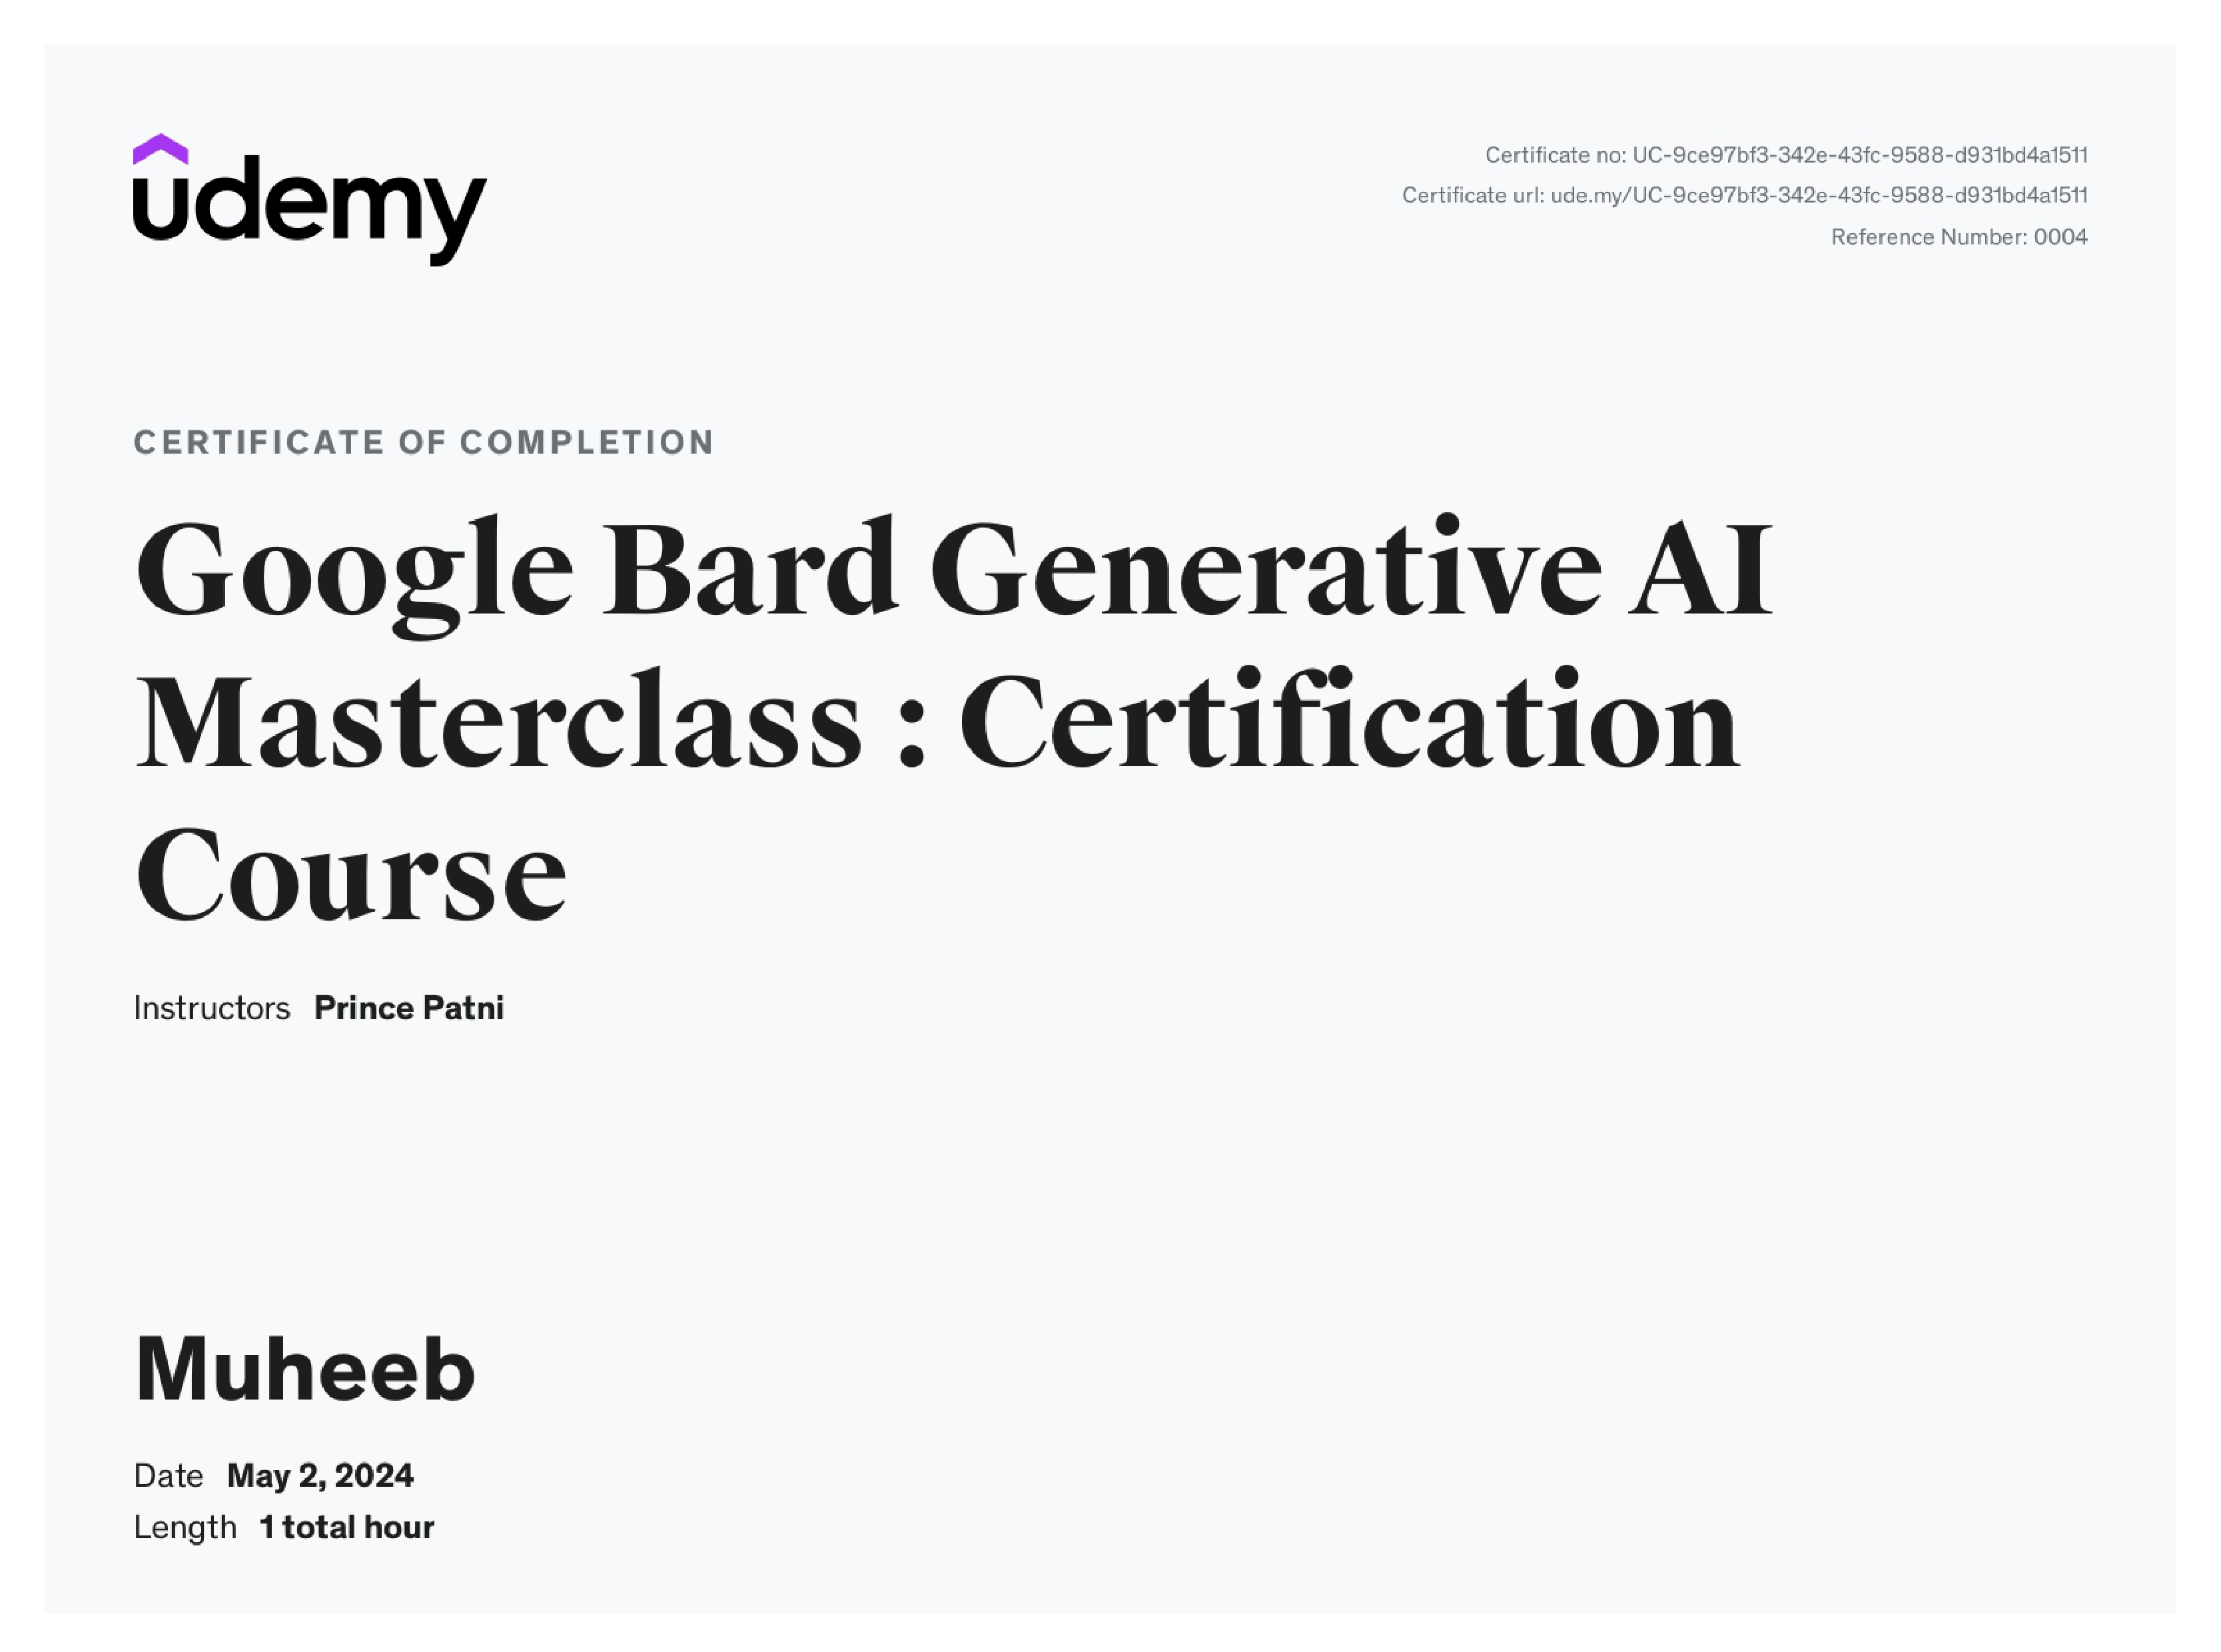 udemy
Certificate no: UC-9ce97bf3-342e-43fc-9588-d931bd4a1511
Certificate url: ude.my/UC-9ce97bf3-342e-43fc-9588-d931bd4a1511
Reference Number: 0004
CERTIFICATE OF COMPLETION
Google Bard Generative AI
Masterclass : Certification
Course
Instructors Prince Patni
Muheeb
Date May 2, 2024
Length 1 total hour